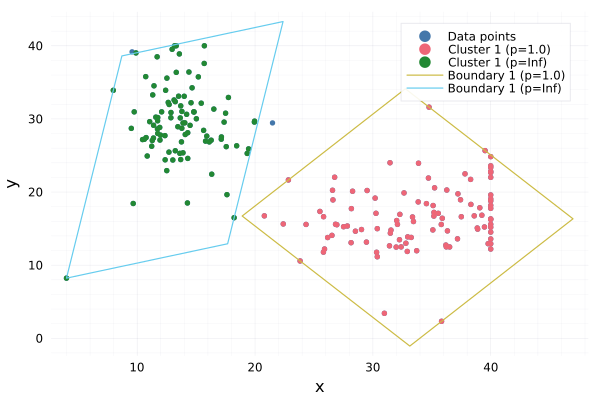 Data points
Cluster 1 (p=1.0)
Cluster 1 (p=Inf)
Boundary 1 (p=1.0)
Boundary 1 (p=Inf)
40
30
20
10
0
y
10
20
30
40
x